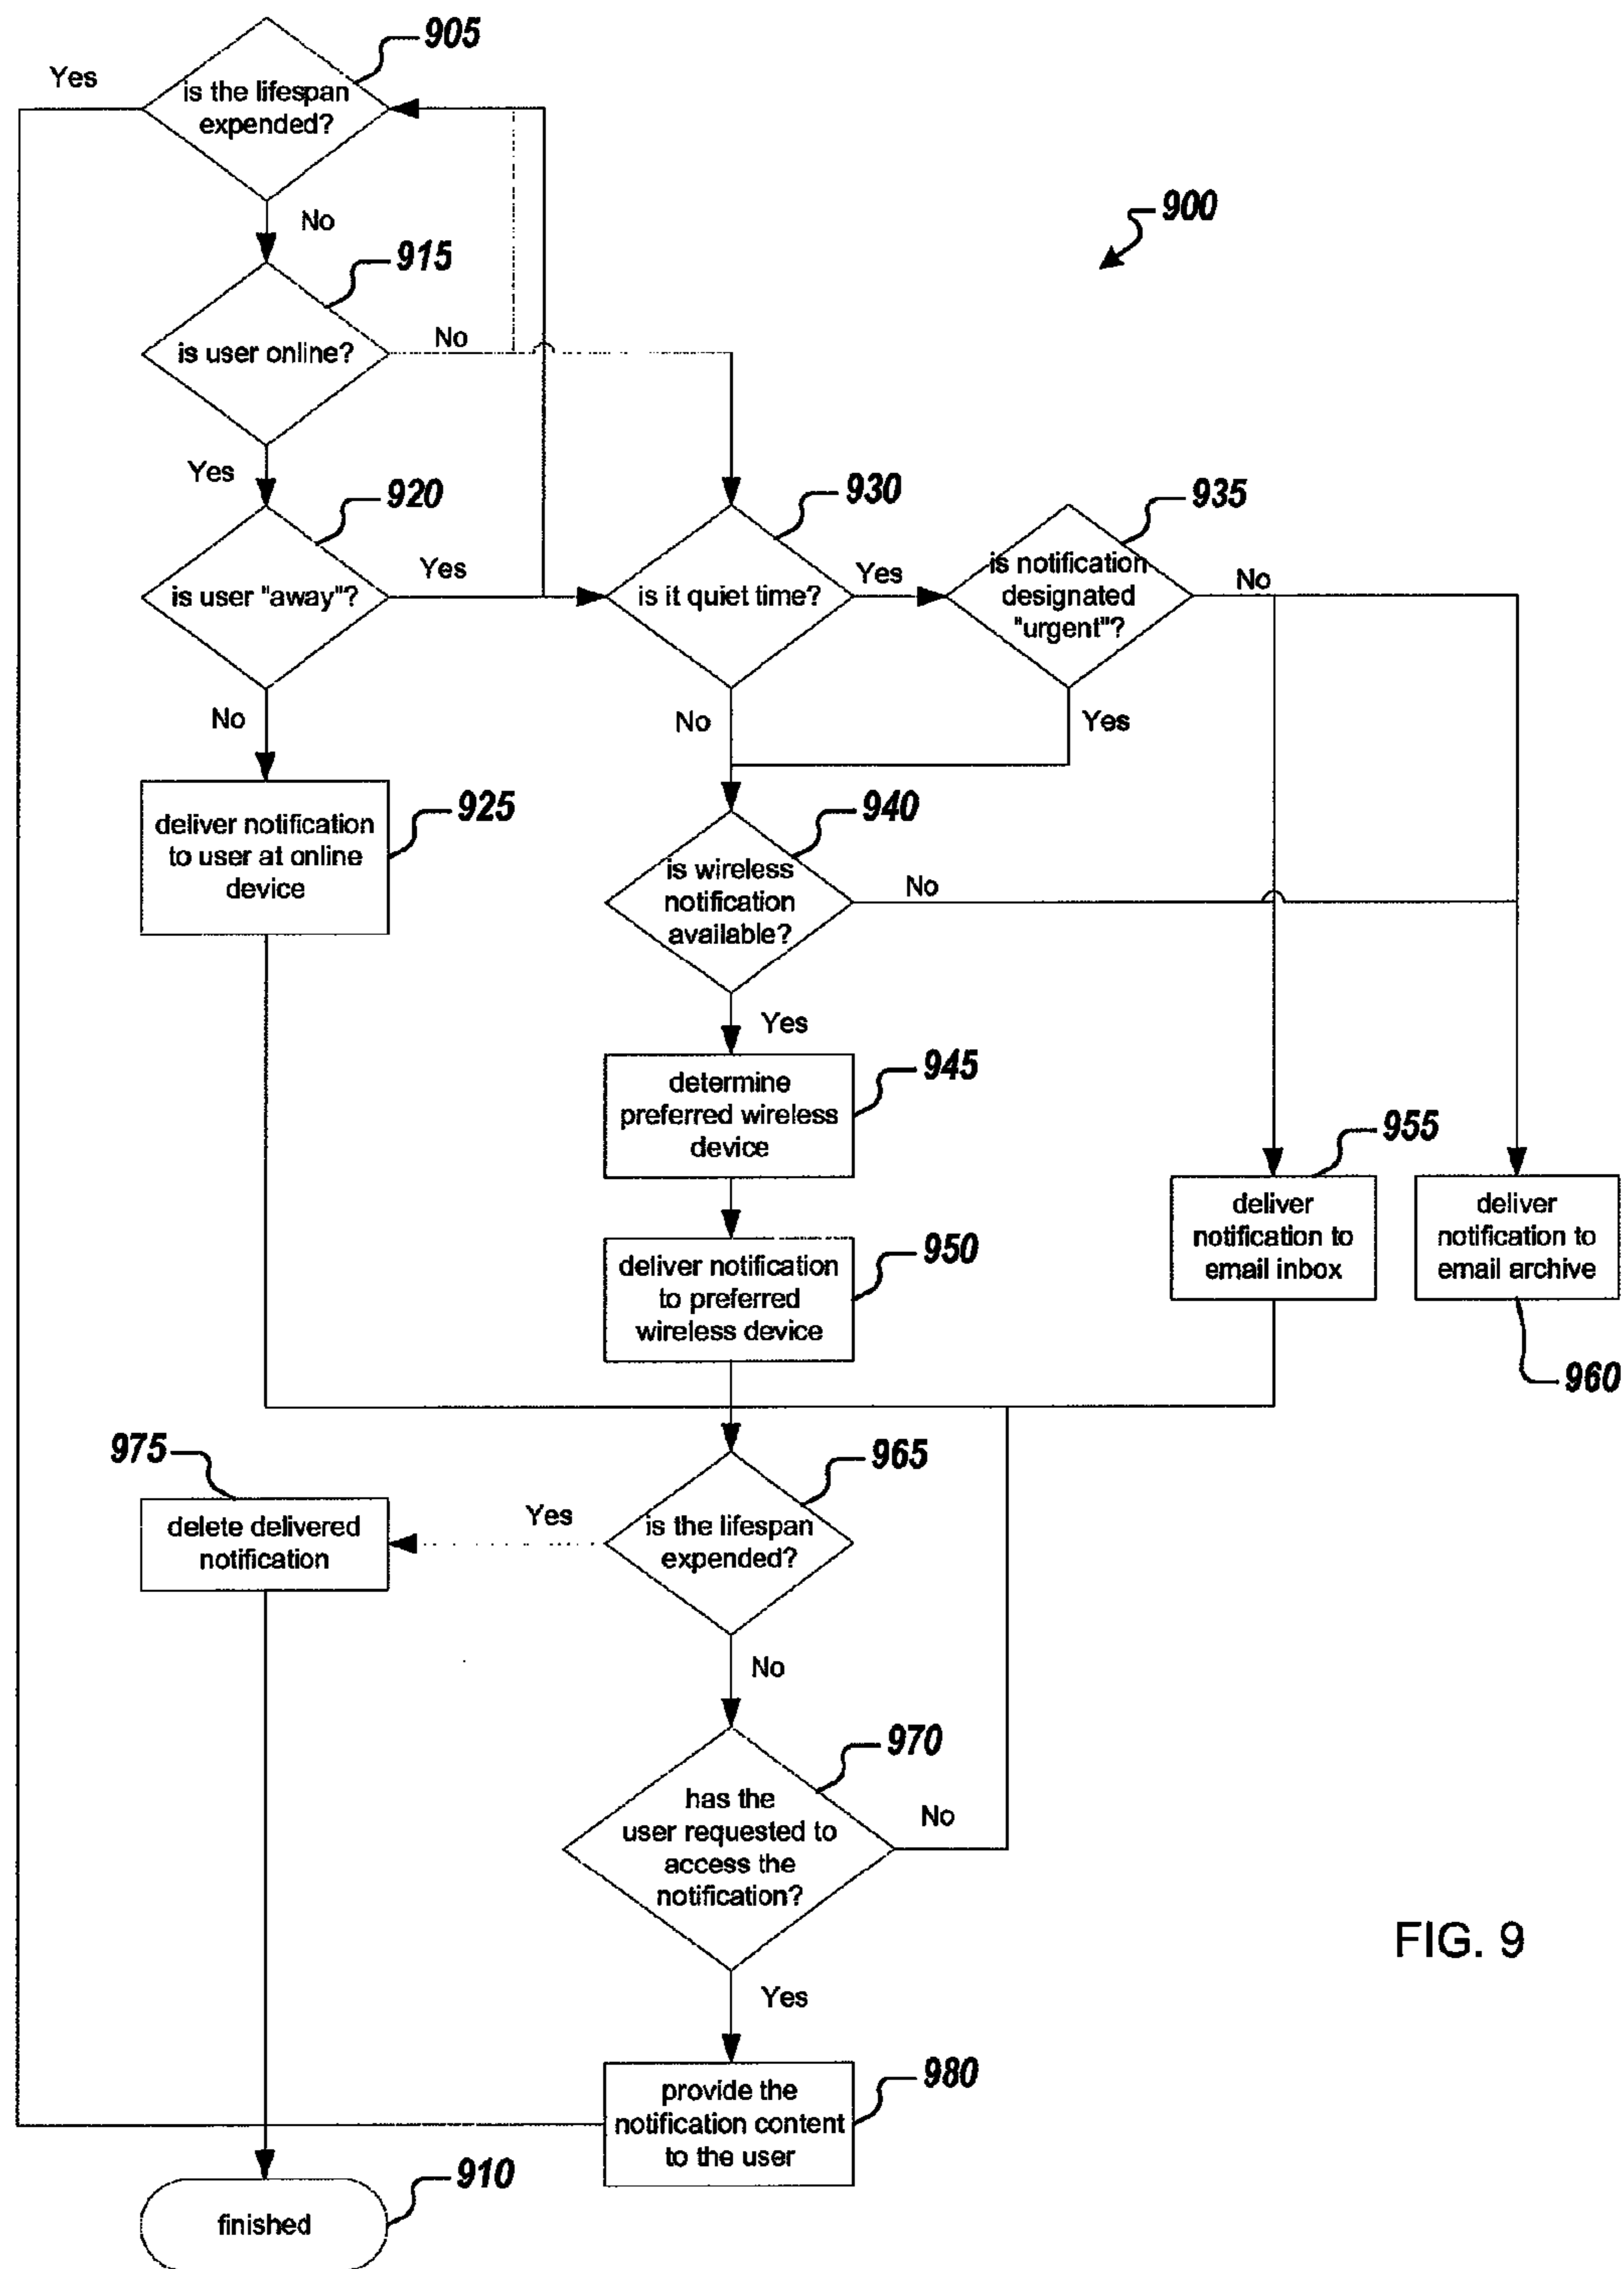 905
Yes
is the lifespan
expended?
900
No
915
is user online?
No
Yes
920
930
935
is user "away"?
Yes
is it quiet time?
Yes
is notification
designated
"urgent"?
No
No
No
Yes
925
deliver notification
to user at online
device
940
is wireless
notification
available?
No
Yes
945
determine
preferred wireless
device
955
deliver
notification to
email inbox
deliver
notification to
email archive
950
deliver notification
to preferred
wireless device
960
975
965
delete delivered
notification
Yes
is the lifespan
expended?
No
970
has the
user requested to
access the
notification?
No
FIG. 9
Yes
980
provide the
notification content
to the user
910
finished